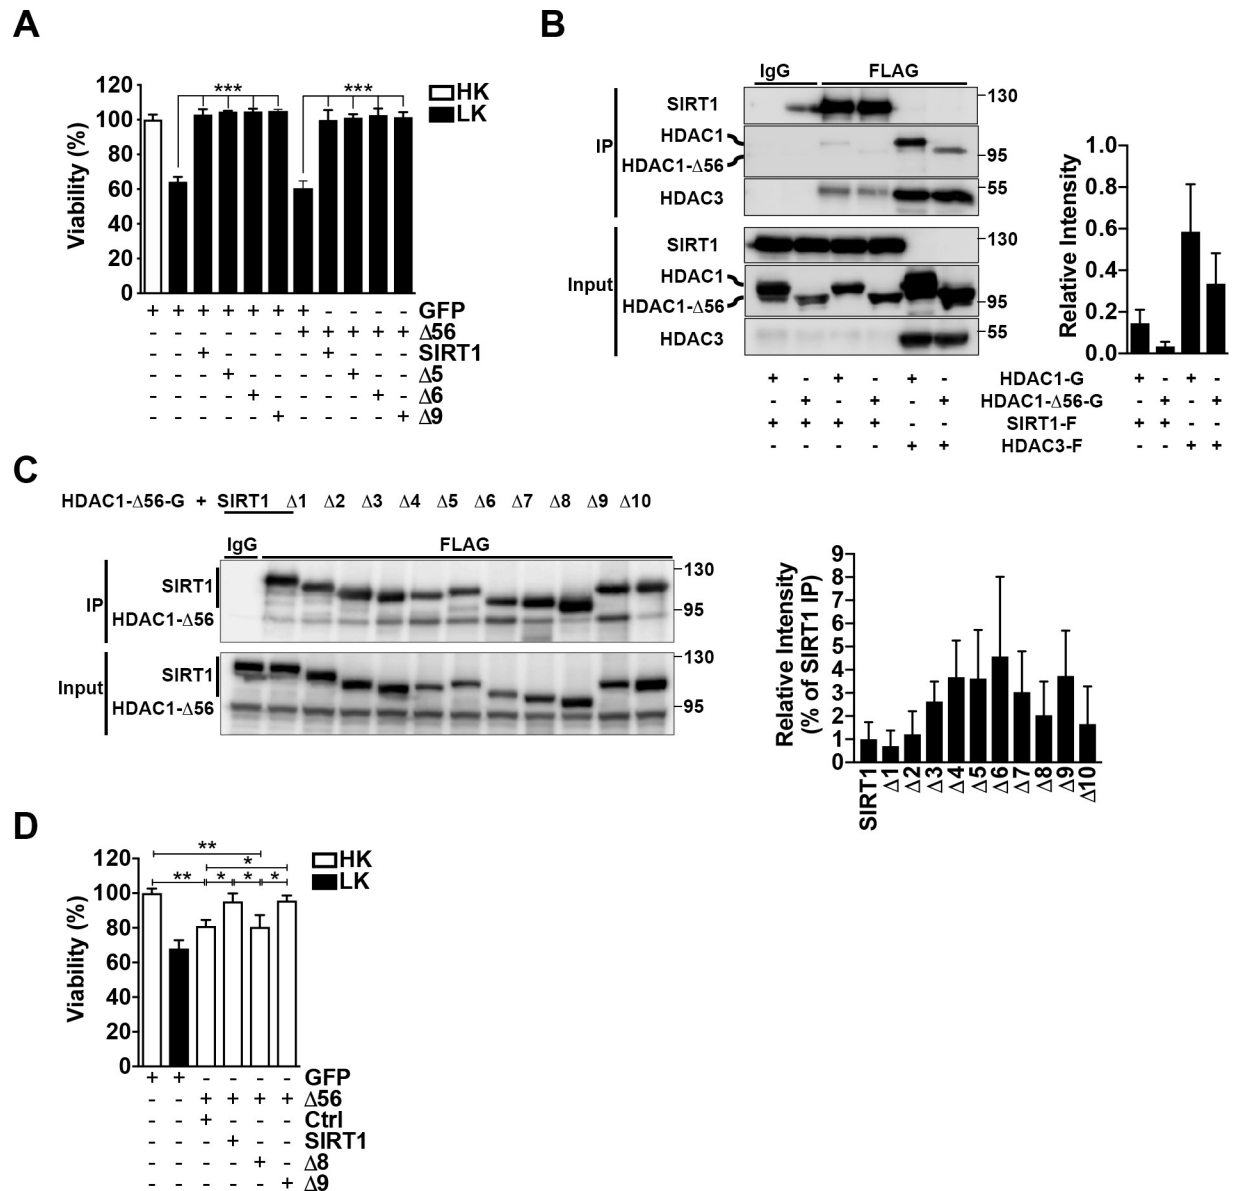 A
120
100
80
60
40
20
0
Viability (%)
*** ***
HK
LK
+ + + + + + + - - - - GFP
- - - - - - + + + + + Δ56
- - + - - - - + - - - SIRT1
- - - + - - - - + - - Δ5
- - - - + - - - - + - Δ6
- - - - - + - - - - + Δ9
B
IgG FLAG
IP
SIRT1 130
HDAC1
HDAC1-Δ56 95
HDAC3 55
Input
SIRT1 130
HDAC1
HDAC1-Δ56 95
HDAC3 55
1.0
0.8
0.6
0.4
0.2
0.0
Relative Intensity
+ - + - + - HDAC1-G + - + -
- + - + - + HDAC1-Δ56-G - + - +
+ + + + - - SIRT1-F + + - -
- - - - + + HDAC3-F - - + +
C
HDAC1-Δ56-G + SIRT1 Δ1 Δ2 Δ3 Δ4 Δ5 Δ6 Δ7 Δ8 Δ9 Δ10
IgG FLAG
IP
SIRT1 130
HDAC1-Δ56 95
Input
SIRT1 130
HDAC1-Δ56 95
9
8
7
6
5
4
3
2
1
0
Relative Intensity
(% of SIRT1 IP)
SIRT1 Δ1 Δ2 Δ3 Δ4 Δ5 Δ6 Δ7 Δ8 Δ9 Δ10
D
120
100
80
60
40
20
0
Viability (%)
**
*
** * * *
HK
LK
+ + - - - - GFP
- - + + + + Δ56
- - + - - - Ctrl
- - - + - - SIRT1
- - - - + - Δ8
- - - - - + Δ9